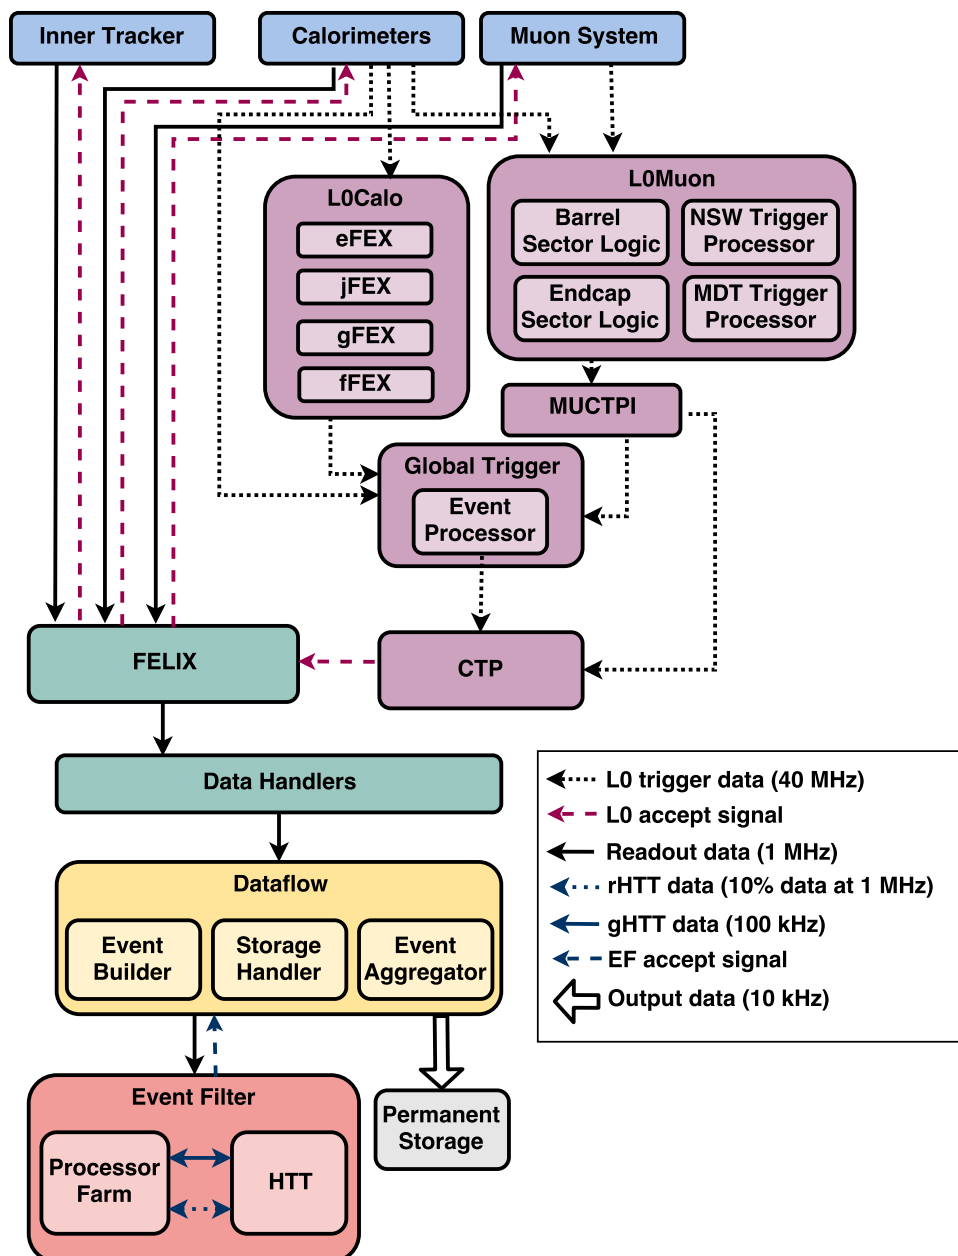 Inner Tracker
Calorimeters
Muon System
L0Calo
eFEX
jFEX
gFEX
fFEX
L0Muon
Barrel
Sector Logic
NSW Trigger
Processor
Endcap
Sector Logic
MDT Trigger
Processor
MUCTPI
Global Trigger
Event
Processor
FELIX
CTP
Data Handlers
Dataflow
Event
Builder
Storage
Handler
Event
Aggregator
Event Filter
Processor
Farm
HTT
Permanent
Storage
L0 trigger data (40 MHz)
L0 accept signal
Readout data (1 MHz)
rHTT data (10% data at 1 MHz)
gHTT data (100 kHz)
EF accept signal
Output data (10 kHz)